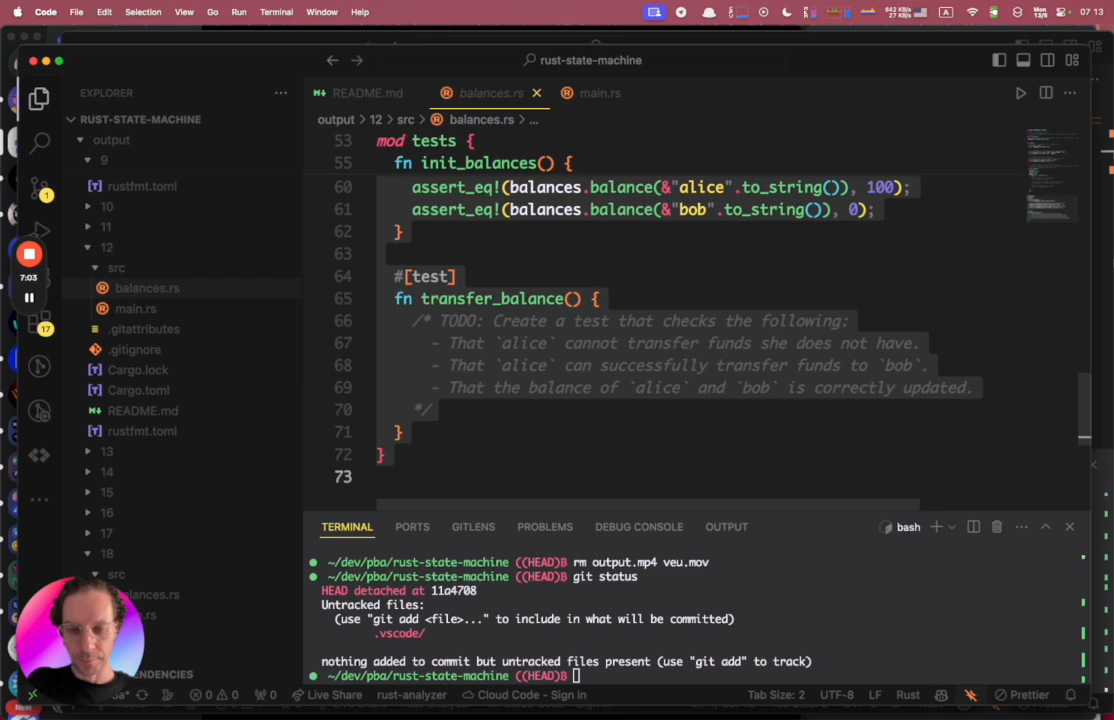 Code File Edit Selection View Go Run Terminal Window Help
642 KB/s
27 KB/s
A
Mon
13/5
07 13
rust-state-machine
EXPLORER
README.md
balances.rs
main.rs
RUST-STATE-MACHINE
output > 12 > src > balances.rs > ...
output
9
rustfmt.toml
10
11
12
src
balances.rs
main.rs
.gitattributes
.gitignore
Cargo.lock
Cargo.toml
README.md
rustfmt.toml
13
14
15
16
17
18
src
balances.rs
1
7:03
17
53 mod tests {
55 fn init_balances() {
60 assert_eq!(balances.balance(&"alice".to_string()), 100);
61 assert_eq!(balances.balance(&"bob".to_string()), 0);
62 }
63
64 #[test]
65 fn transfer_balance() {
66 /* TODO: Create a test that checks the following:
67 - That `alice` cannot transfer funds she does not have.
68 - That `alice` can successfully transfer funds to `bob`.
69 - That the balance of `alice` and `bob` is correctly updated.
70 */
71 }
72 }
73
TERMINAL PORTS GITLENS PROBLEMS DEBUG CONSOLE OUTPUT
bash
~/dev/pba/rust-state-machine ((HEAD)B rm output.mp4 veu.mov
~/dev/pba/rust-state-machine ((HEAD)B git status
HEAD detached at 11a4708
Untracked files:
(use "git add <file>..." to include in what will be committed)
.vscode/
nothing added to commit but untracked files present (use "git add" to track)
~/dev/pba/rust-state-machine ((HEAD)B
0 0 0 Live Share rust-analyzer Cloud Code - Sign in Tab Size: 2 UTF-8 LF Rust Prettier
NEW